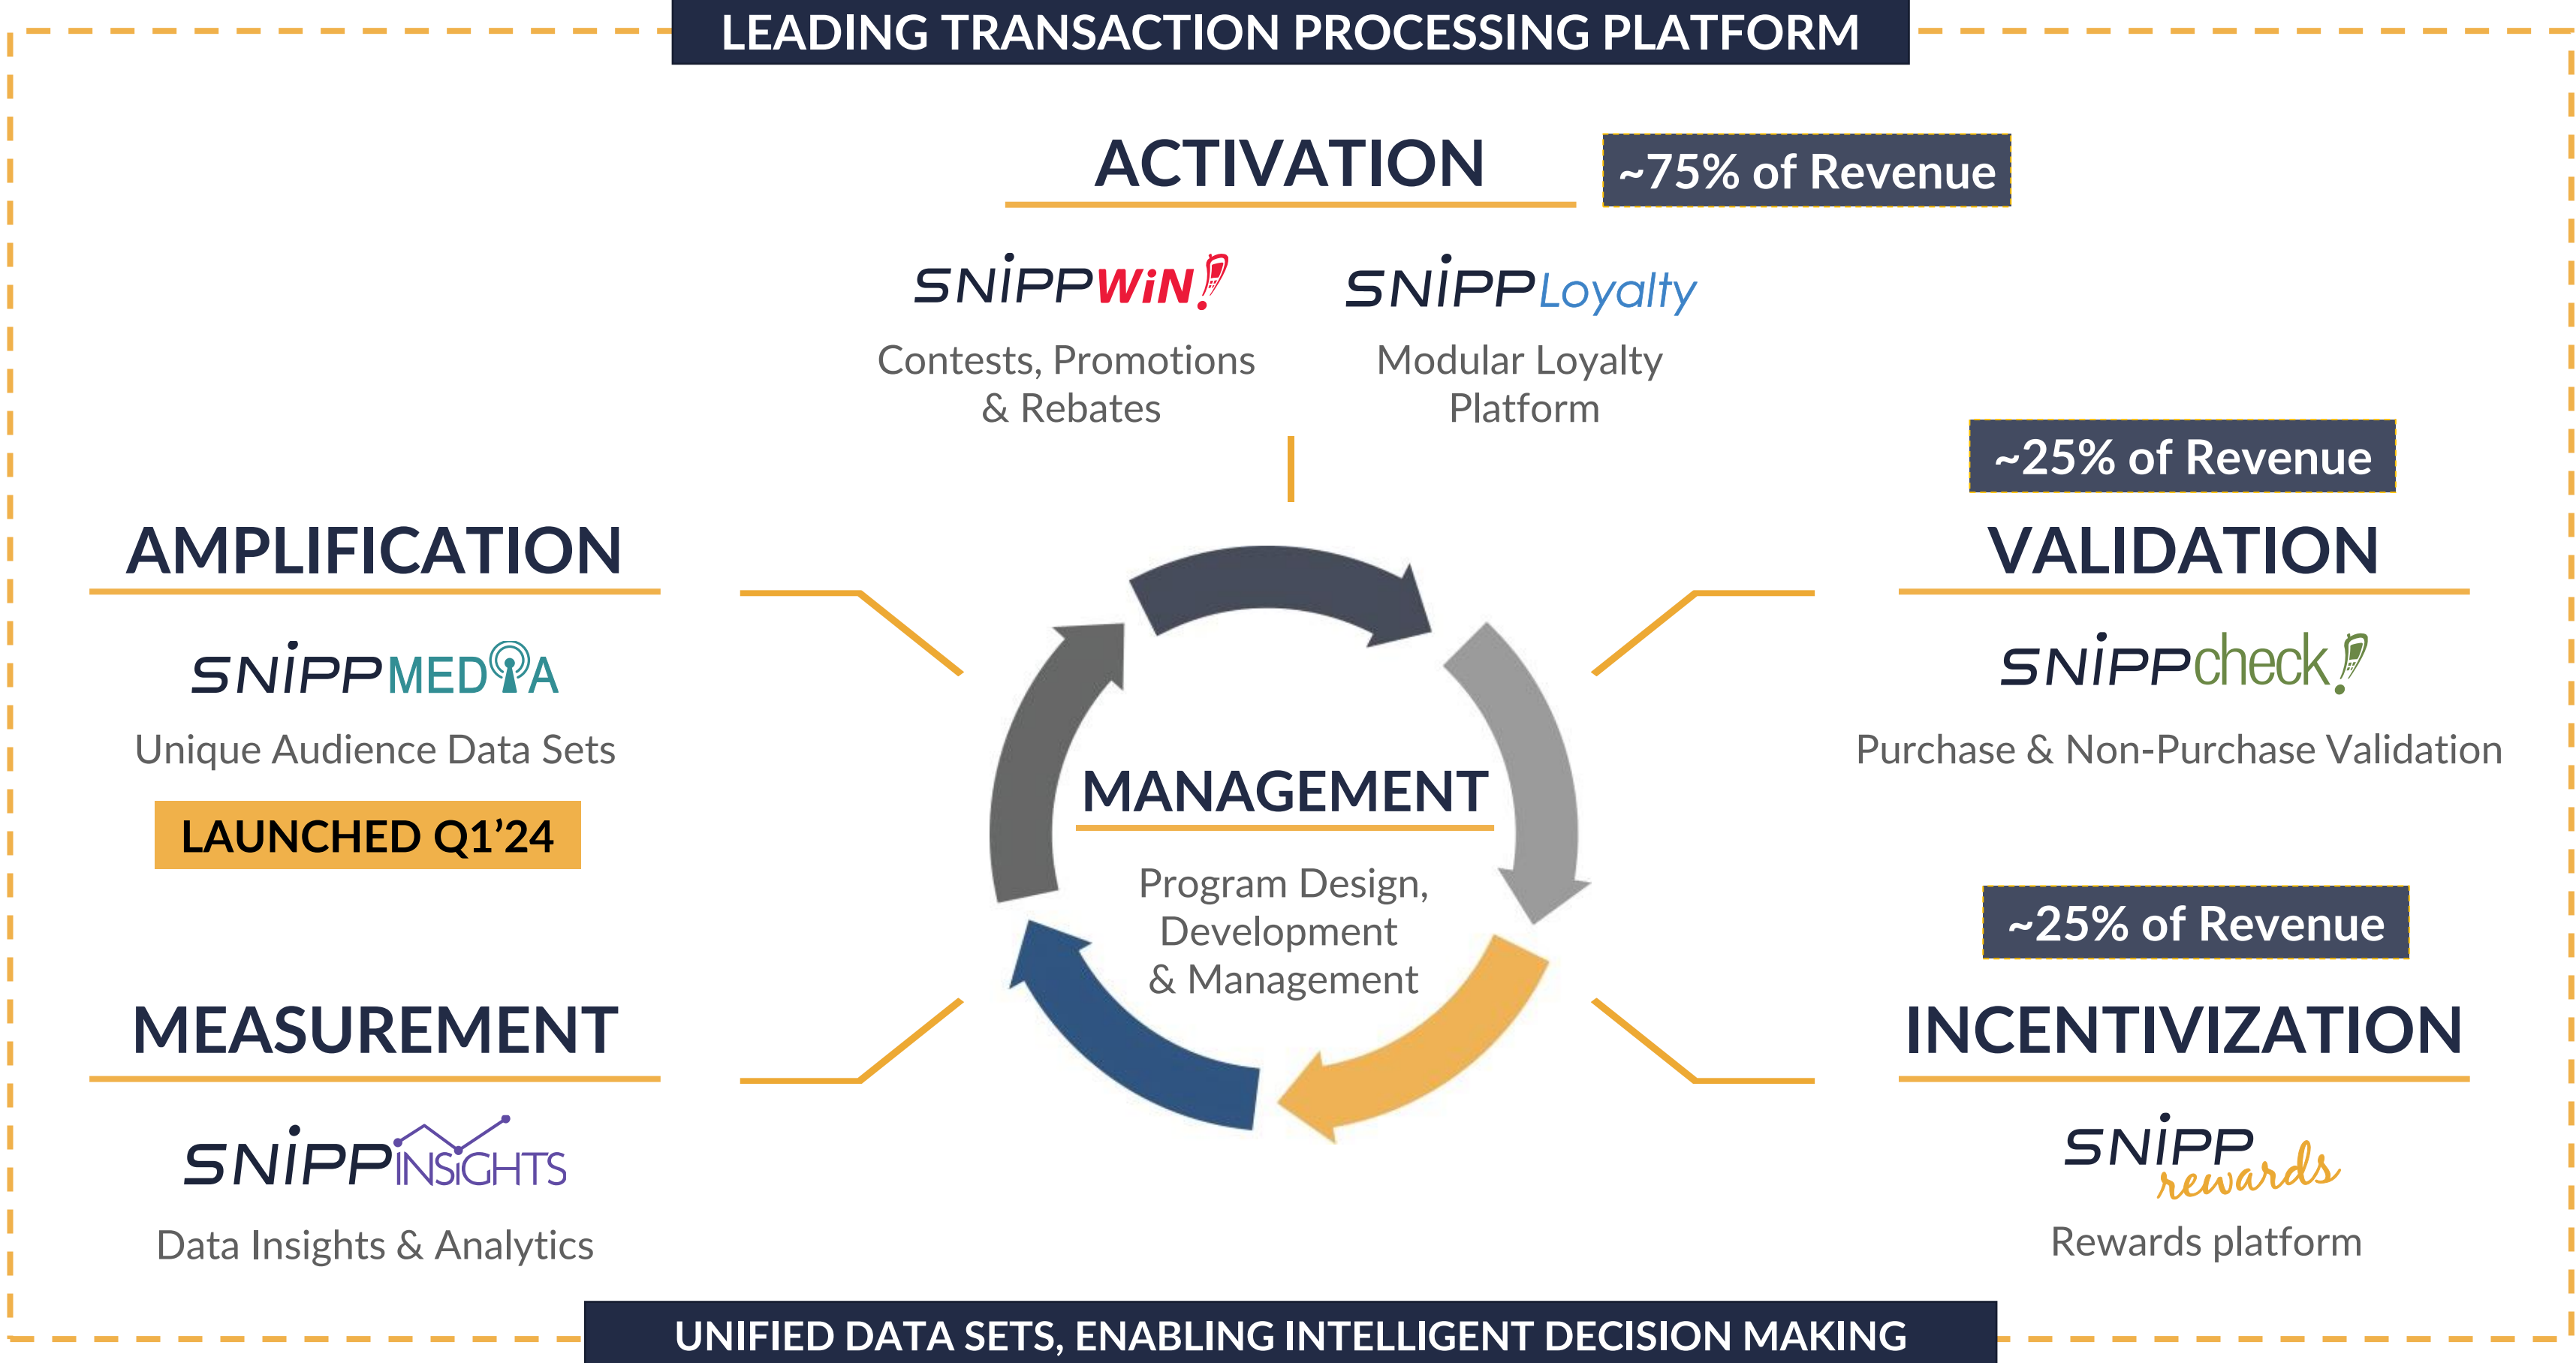 LEADING TRANSACTION PROCESSING PLATFORM
ACTIVATION
~75% of Revenue
SNiPPWiN!
SNiPPLoyalty
Contests, Promotions
& Rebates
Modular Loyalty
Platform
~25% of Revenue
AMPLIFICATION
VALIDATION
SNiPPMEDiA
SNiPPcheck!
Unique Audience Data Sets
Purchase & Non-Purchase Validation
LAUNCHED Q1’24
MANAGEMENT
Program Design,
Development
& Management
~25% of Revenue
MEASUREMENT
INCENTIVIZATION
SNiPPiNSiGHTS
SNiPP
rewards
Data Insights & Analytics
Rewards platform
UNIFIED DATA SETS, ENABLING INTELLIGENT DECISION MAKING